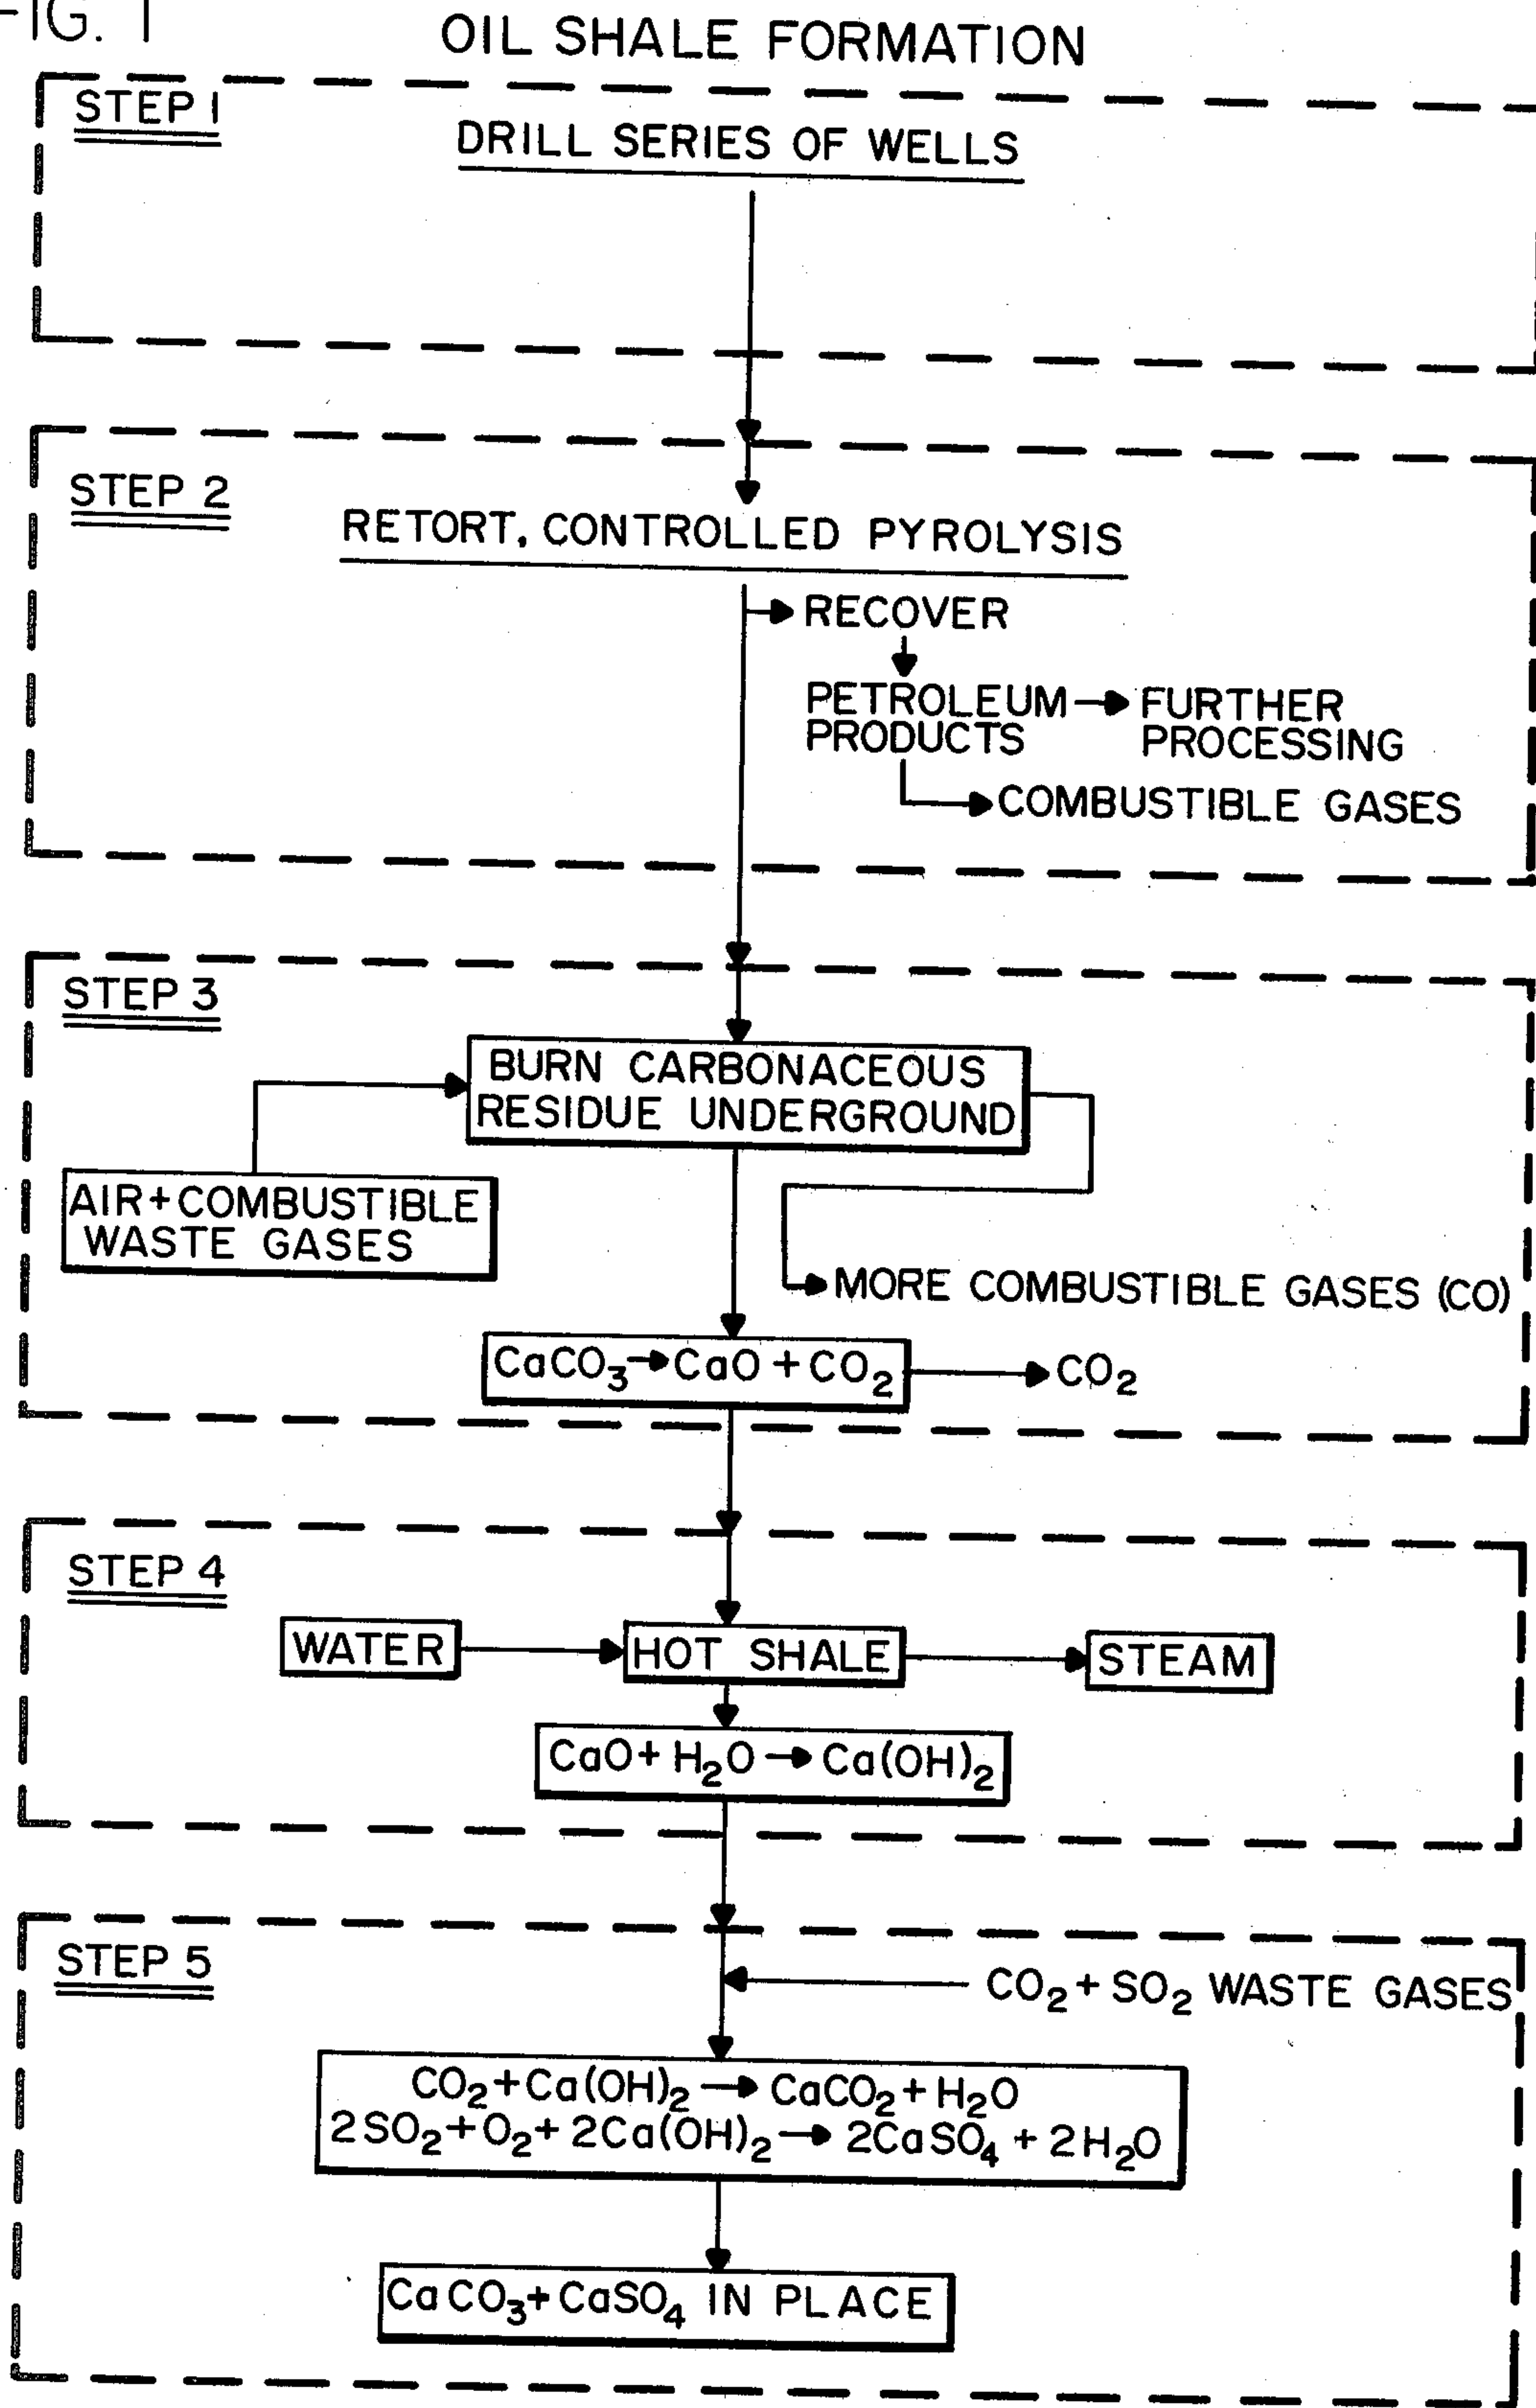 FIG. 1
OIL SHALE FORMATION
STEP 1
DRILL SERIES OF WELLS
STEP 2
RETORT, CONTROLLED PYROLYSIS
RECOVER
PETROLEUM → FURTHER
PRODUCTS PROCESSING
COMBUSTIBLE GASES
STEP 3
BURN CARBONACEOUS
RESIDUE UNDERGROUND
AIR+COMBUSTIBLE
WASTE GASES
MORE COMBUSTIBLE GASES (CO)
CaCO₃→CaO+CO₂ → CO₂
STEP 4
WATER → HOT SHALE → STEAM
CaO+H₂O→Ca(OH)₂
STEP 5
CO₂+SO₂ WASTE GASES
CO₂+Ca(OH)₂→CaCO₂+H₂O
2SO₂+O₂+2Ca(OH)₂→2CaSO₄+2H₂O
CaCO₃+CaSO₄ IN PLACE